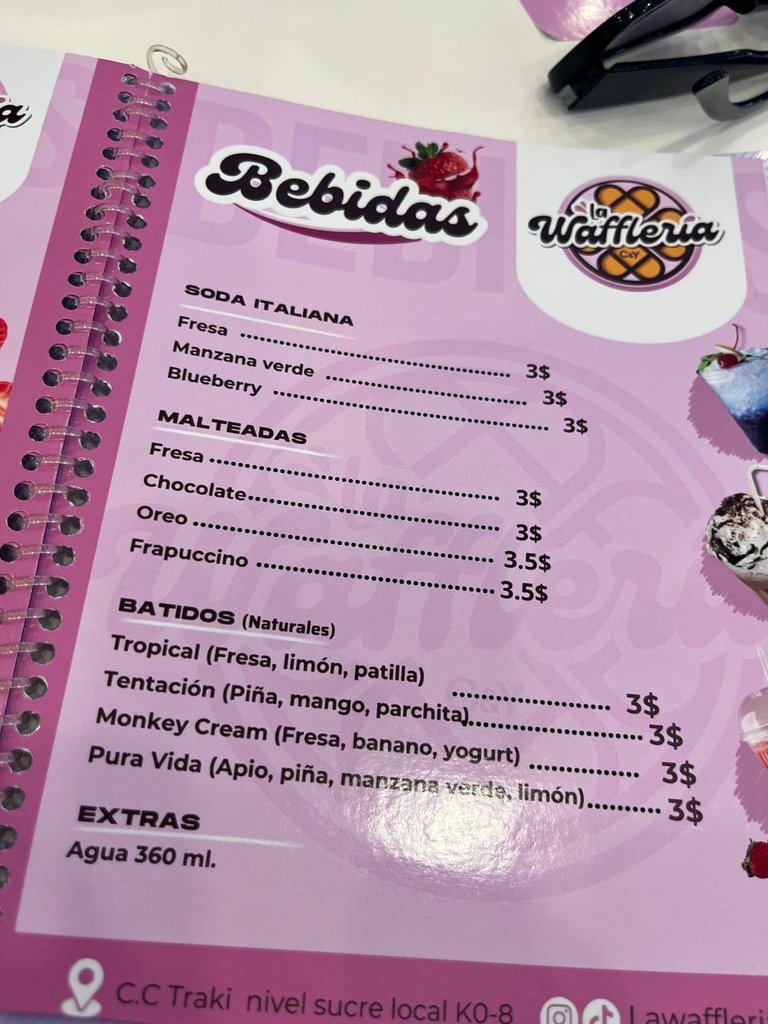 Bebidas
la
Waffleria
C&Y
SODA ITALIANA
Fresa ........ 3$
Manzana verde ........ 3$
Blueberry ........ 3$
MALTEADAS
Fresa ........ 3$
Chocolate ........ 3$
Oreo ........ 3.5$
Frapuccino ........ 3.5$
BATIDOS (Naturales)
Tropical (Fresa, limón, patilla) ........ 3$
Tentación (Piña, mango, parchita) ........ 3$
Monkey Cream (Fresa, banano, yogurt) ........ 3$
Pura Vida (Apio, piña, manzana verde, limón) ........ 3$
EXTRAS
Agua 360 ml.
C.C Traki nivel sucre local K0-8